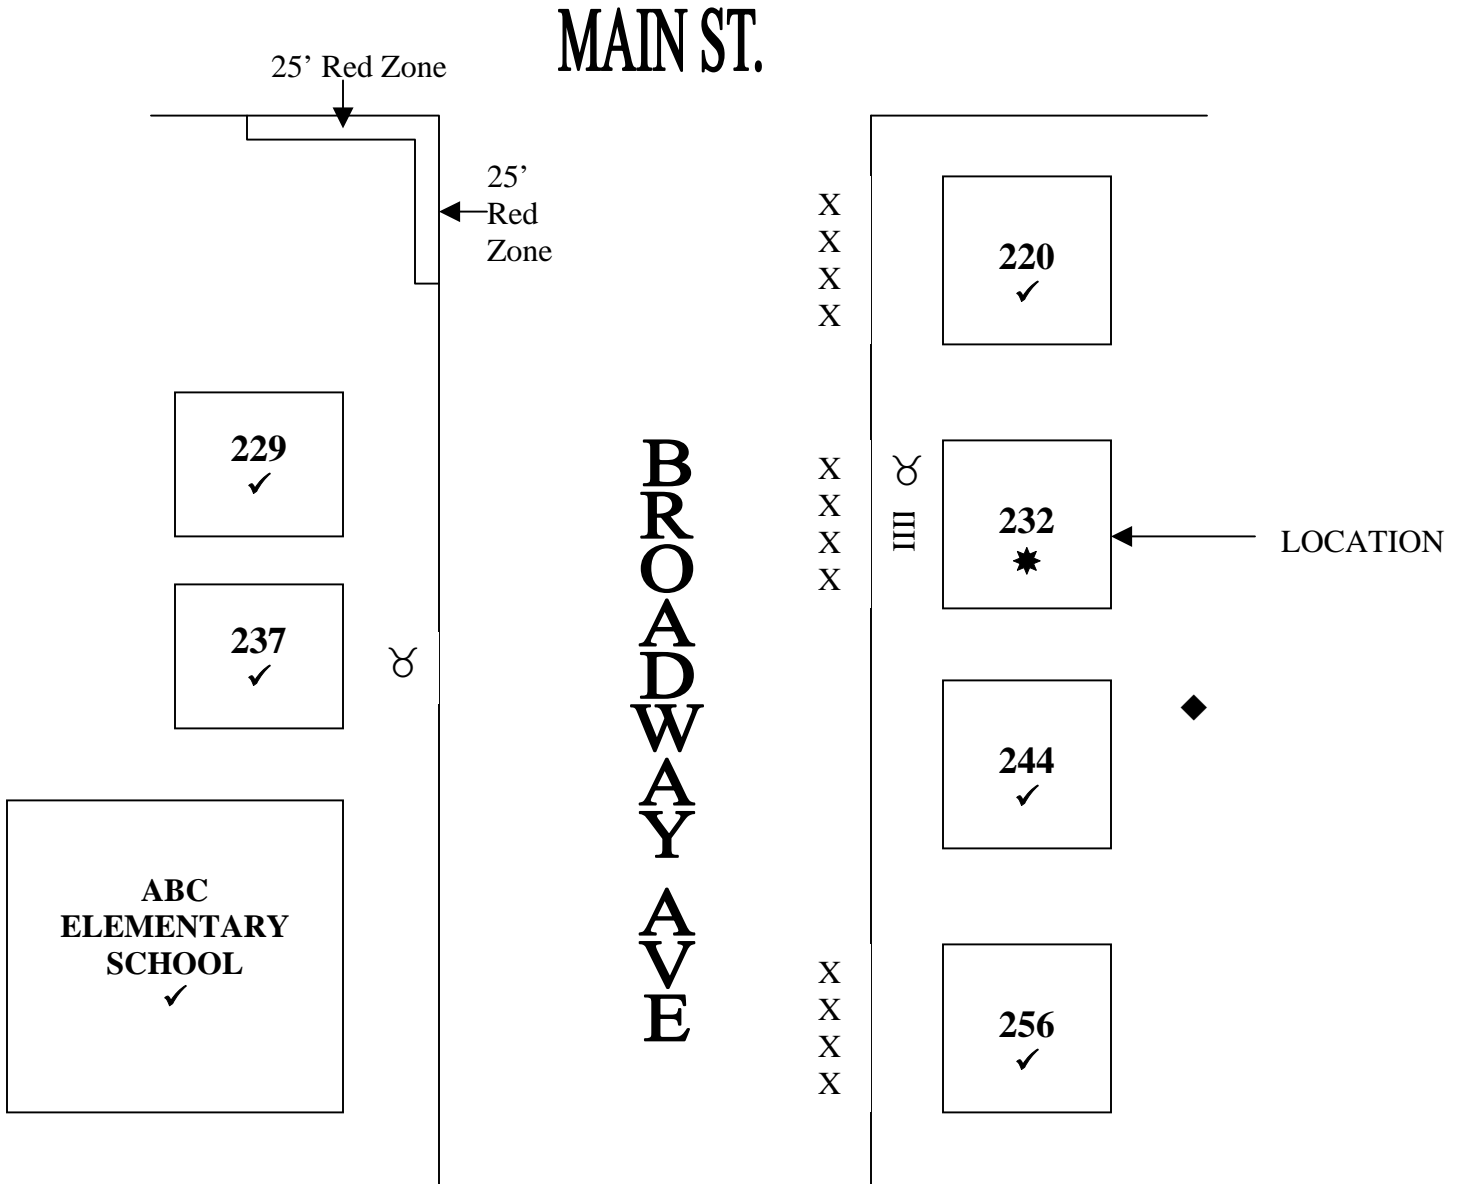 MAIN ST.
25’ Red Zone
25’
Red
Zone
X
X
X
X
220
✓
229
✓
BROADWAY AVE
X
X
X
X
♉
IIII
232
✸
LOCATION
237
✓
♉
244
✓
◆
ABC
ELEMENTARY
SCHOOL
✓
X
X
X
X
256
✓